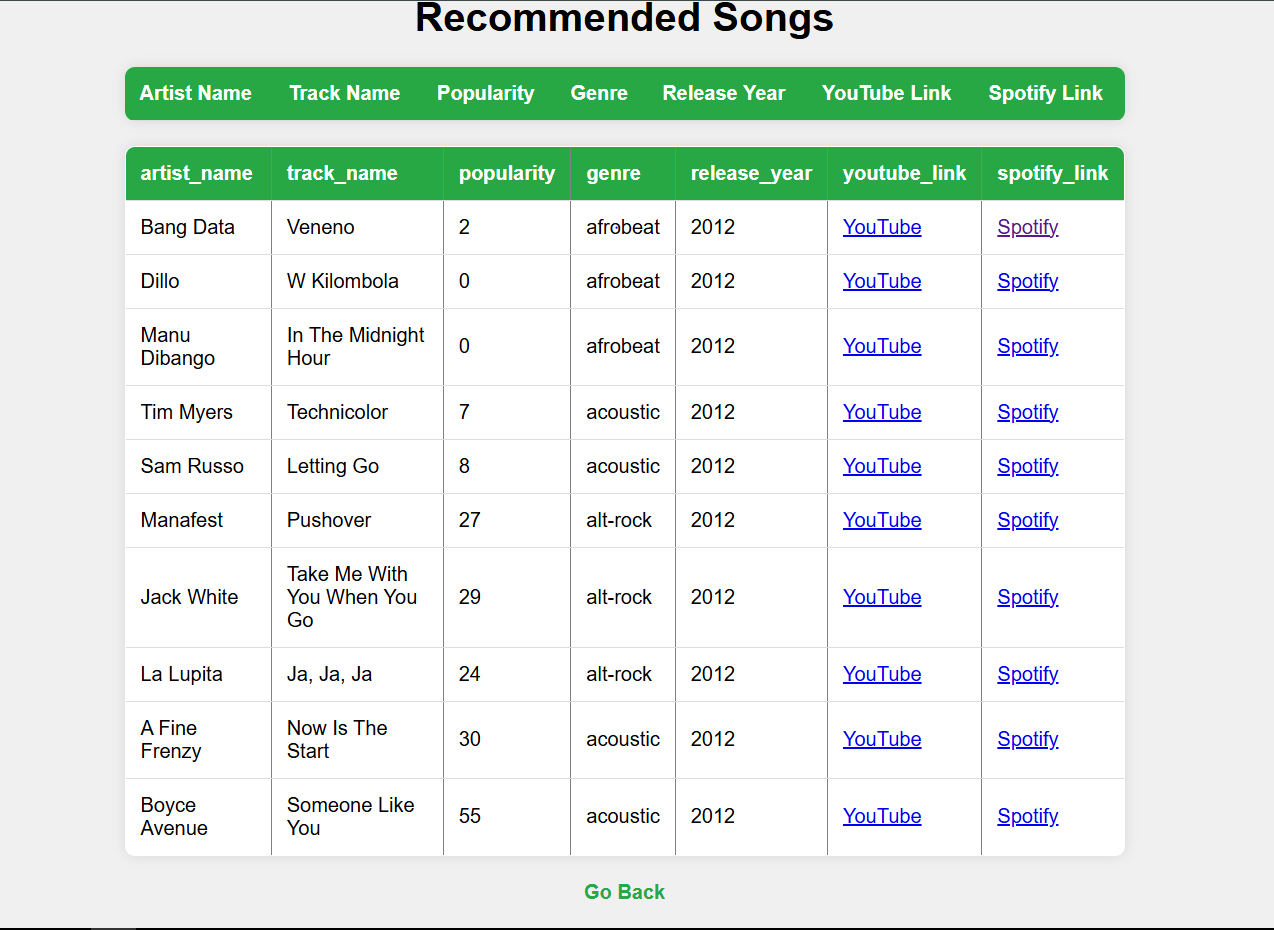 Recommended Songs
Artist Name Track Name Popularity Genre Release Year YouTube Link Spotify Link
artist_name track_name popularity genre release_year youtube_link spotify_link
Bang Data Veneno 2 afrobeat 2012 YouTube Spotify
Dillo W Kilombola 0 afrobeat 2012 YouTube Spotify
Manu
Dibango
In The Midnight
Hour
0 afrobeat 2012 YouTube Spotify
Tim Myers Technicolor 7 acoustic 2012 YouTube Spotify
Sam Russo Letting Go 8 acoustic 2012 YouTube Spotify
Manafest Pushover 27 alt-rock 2012 YouTube Spotify
Jack White
Take Me With
You When You
Go
29 alt-rock 2012 YouTube Spotify
La Lupita Ja, Ja, Ja 24 alt-rock 2012 YouTube Spotify
A Fine
Frenzy
Now Is The
Start
30 acoustic 2012 YouTube Spotify
Boyce
Avenue
Someone Like
You
55 acoustic 2012 YouTube Spotify
Go Back